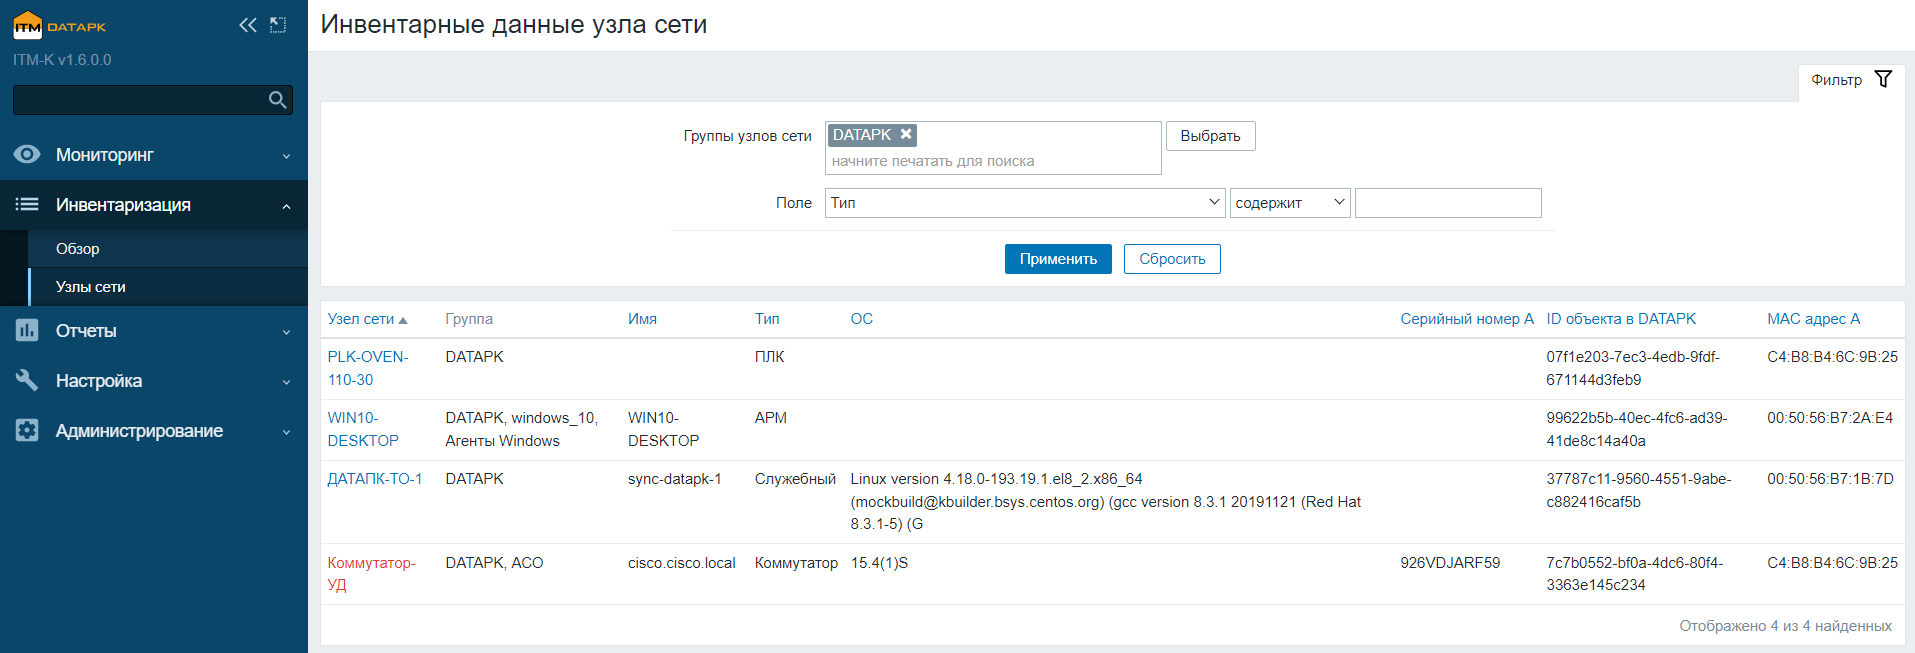 ITM DATAPK
ITM-K v1.6.0.0
Мониторинг
Инвентаризация
Обзор
Узлы сети
Отчеты
Настройка
Администрирование
Инвентарные данные узла сети
Фильтр
Группы узлов сети DATAPK Выбрать
начните печатать для поиска
Поле Тип содержит
Применить Сбросить
Узел сети Группа Имя Тип ОС Серийный номер A ID объекта в DATAPK MAC адрес A
PLK-OVEN- DATAPK ПЛК 07f1e203-7ec3-4edb-9fdf- C4:B8:B4:6C:9B:25
110-30 671144d3feb9
WIN10- DATAPK, windows_10, WIN10- АРМ 99622b5b-40ec-4fc6-ad39- 00:50:56:B7:2A:E4
DESKTOP Агенты Windows DESKTOP 41de8c14a40a
ДАТАПК-ТО-1 DATAPK sync-datapk-1 Служебный Linux version 4.18.0-193.19.1.el8_2.x86_64 37787c11-9560-4551-9abe- 00:50:56:B7:1B:7D
(mockbuild@kbuilder.bsys.centos.org) (gcc version 8.3.1 20191121 (Red Hat c882416caf5b
8.3.1-5) (G
Коммутатор- DATAPK, АСО cisco.cisco.local Коммутатор 15.4(1)S 926VDJARF59 7c7b0552-bf0a-4dc6-80f4- C4:B8:B4:6C:9B:25
УД 3363e145c234
Отображено 4 из 4 найденных